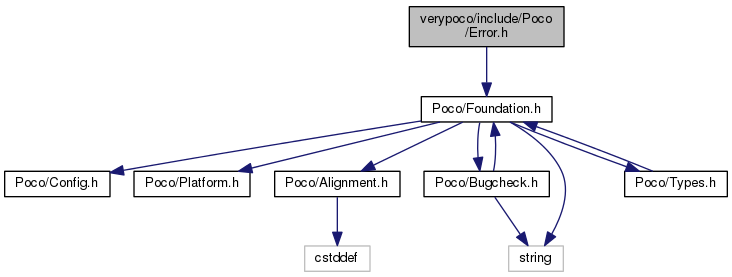 verypoco/include/Poco
/Error.h
Poco/Foundation.h
Poco/Config.h
Poco/Platform.h
Poco/Alignment.h
Poco/Bugcheck.h
Poco/Types.h
cstddef
string